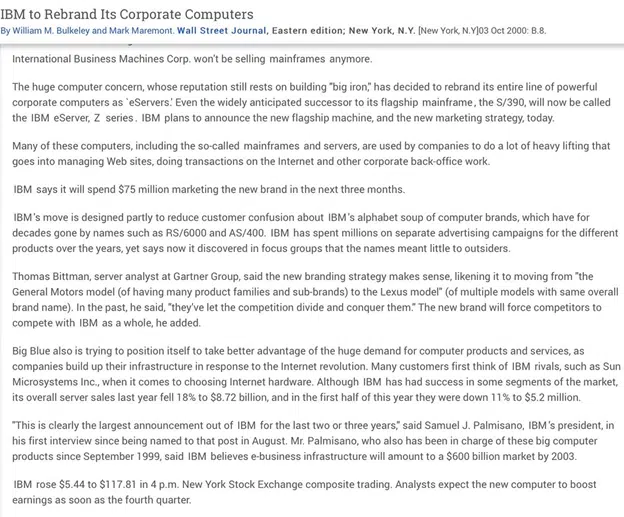 IBM to Rebrand Its Corporate Computers
By William M. Bulkeley and Mark Maremont. Wall Street Journal, Eastern edition; New York, N.Y. [New York, N.Y]03 Oct 2000: B.8.
International Business Machines Corp. won't be selling mainframes anymore.
The huge computer concern, whose reputation still rests on building "big iron," has decided to rebrand its entire line of powerful
corporate computers as `eServers.' Even the widely anticipated successor to its flagship mainframe, the S/390, will now be called
the IBM eServer, Z series. IBM plans to announce the new flagship machine, and the new marketing strategy, today.
Many of these computers, including the so-called mainframes and servers, are used by companies to do a lot of heavy lifting that
goes into managing Web sites, doing transactions on the Internet and other corporate back-office work.
IBM says it will spend $75 million marketing the new brand in the next three months.
IBM's move is designed partly to reduce customer confusion about IBM's alphabet soup of computer brands, which have for
decades gone by names such as RS/6000 and AS/400. IBM has spent millions on separate advertising campaigns for the different
products over the years, yet says now it discovered in focus groups that the names meant little to outsiders.
Thomas Bittman, server analyst at Gartner Group, said the new branding strategy makes sense, likening it to moving from "the
General Motors model (of having many product families and sub-brands) to the Lexus model" (of multiple models with same overall
brand name). In the past, he said, "they've let the competition divide and conquer them." The new brand will force competitors to
compete with IBM as a whole, he added.
Big Blue also is trying to position itself to take better advantage of the huge demand for computer products and services, as
companies build up their infrastructure in response to the Internet revolution. Many customers first think of IBM rivals, such as Sun
Microsystems Inc., when it comes to choosing Internet hardware. Although IBM has had success in some segments of the market,
its overall server sales last year fell 18% to $8.72 billion, and in the first half of this year they were down 11% to $5.2 million.
"This is clearly the largest announcement out of IBM for the last two or three years," said Samuel J. Palmisano, IBM's president, in
his first interview since being named to that post in August. Mr. Palmisano, who also has been in charge of these big computer
products since September 1999, said IBM believes e-business infrastructure will amount to a $600 billion market by 2003.
IBM rose $5.44 to $117.81 in 4 p.m. New York Stock Exchange composite trading. Analysts expect the new computer to boost
earnings as soon as the fourth quarter.